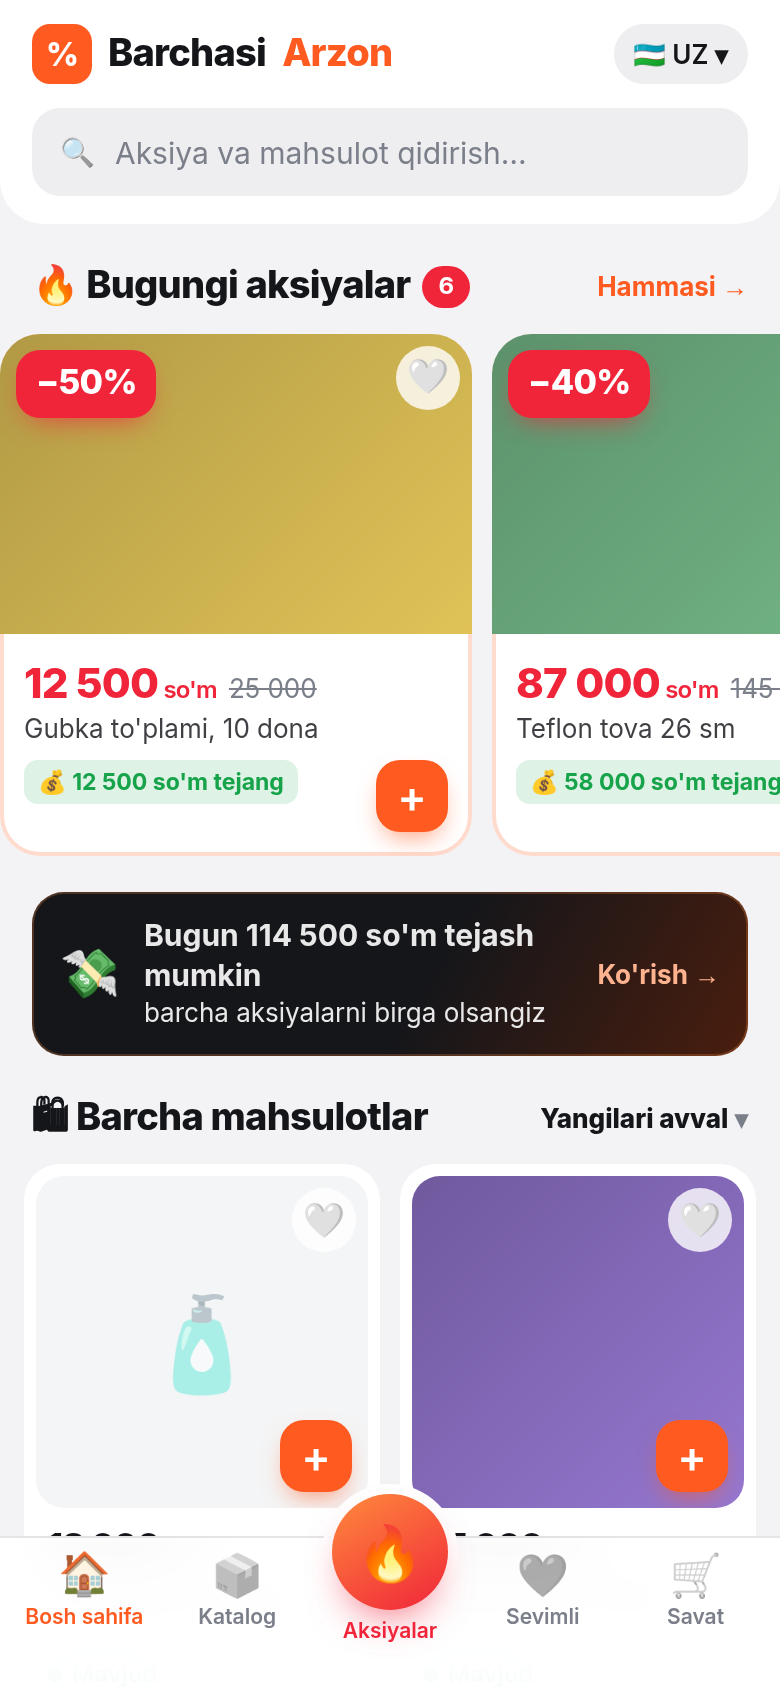 % Barchasi Arzon
UZ ▾
Aksiya va mahsulot qidirish...
Bugungi aksiyalar 6
Hammasi →
−50%
−40%
12 500 so'm 25 000
Gubka to'plami, 10 dona
12 500 so'm tejang
+
87 000 so'm 145
Teflon tova 26 sm
58 000 so'm tejang
Bugun 114 500 so'm tejash
mumkin
barcha aksiyalarni birga olsangiz
Ko'rish →
Barcha mahsulotlar
Yangilari avval ▾
+
+
Bosh sahifa
Katalog
Aksiyalar
Sevimli
Savat
Mavjud
Mavjud